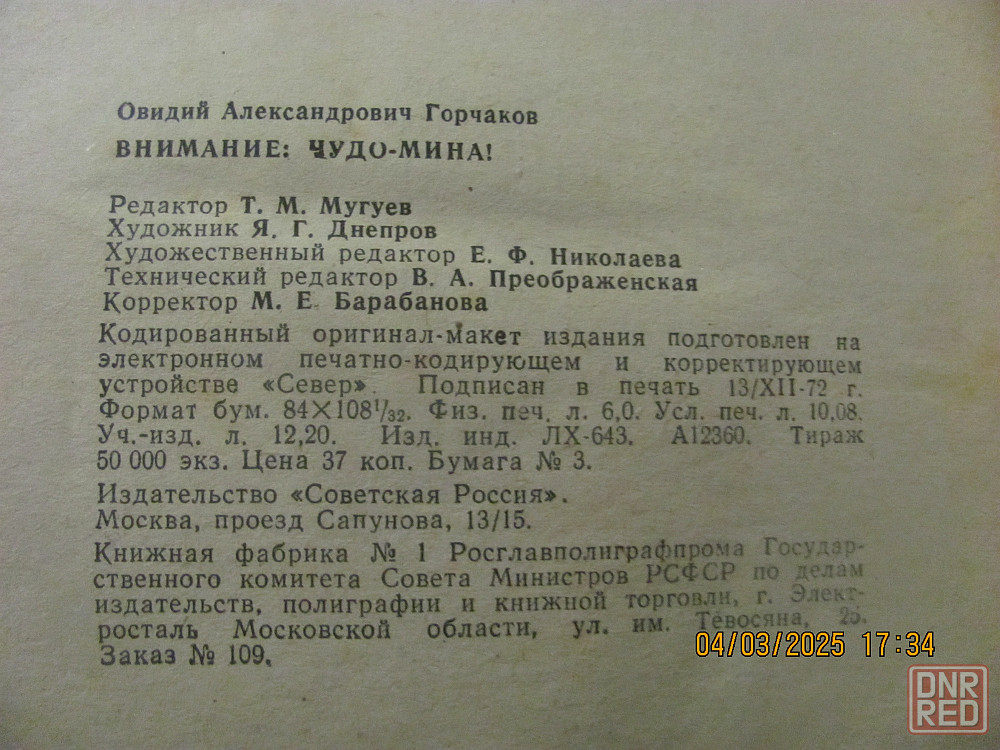 Овидий Александрович Горчаков
ВНИМАНИЕ: ЧУДО-МИНА!
Редактор Т. М. Мугуев
Художник Я. Г. Днепров
Художественный редактор Е. Ф. Николаева
Технический редактор В. А. Преображенская
Корректор М. Е. Барабанова
Кодированный оригинал-макет издания подготовлен на
электронном печатно-кодирующем и корректирующем
устройстве «Север». Подписан в печать 13/XII-72 г.
Формат бум. 84×108¹/₃₂. Физ. печ. л. 6,0. Усл. печ. л. 10,08.
Уч.-изд. л. 12,20. Изд. инд. ЛХ-643. А12360. Тираж
50 000 экз. Цена 37 коп. Бумага № 3.
Издательство «Советская Россия».
Москва, проезд Сапунова, 13/15.
Книжная фабрика № 1 Росглавполиграфпрома Государ-
ственного комитета Совета Министров РСФСР по делам
издательств, полиграфии и книжной торговли, г. Элект-
росталь Московской области, ул. им. Тевосяна, 25.
Заказ № 109.
04/03/2025 17:34
DNR
RED